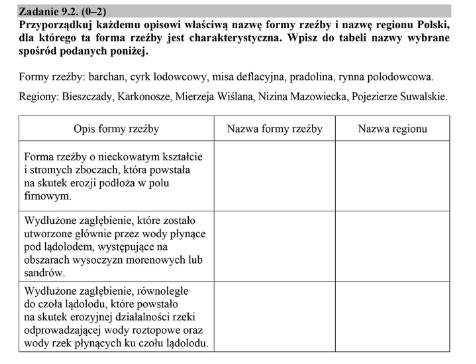 Zadanie 9.2. (0–2)
Przyporządkuj każdemu opisowi właściwą nazwę formy rzeźby i nazwę regionu Polski,
dla którego ta forma rzeźby jest charakterystyczna. Wpisz do tabeli nazwy wybrane
spośród podanych poniżej.
Formy rzeźby: barchan, cyrk lodowcowy, misa deflacyjna, pradolina, rynna polodowcowa.
Regiony: Bieszczady, Karkonosze, Mierzeja Wiślana, Nizina Mazowiecka, Pojezierze Suwalskie.
Opis formy rzeźby
Nazwa formy rzeźby
Nazwa regionu
Forma rzeźby o nieckowatym kształcie
i stromych zboczach, która powstała
na skutek erozji podłoża w polu
firnowym.
Wydłużone zagłębienie, które zostało
utworzone głównie przez wody płynące
pod lądolodem, występujące na
obszarach wysoczyzn morenowych lub
sandrów.
Wydłużone zagłębienie, równoległe
do czoła lądolodu, które powstało
na skutek erozyjnej działalności rzeki
odprowadzającej wody roztopowe oraz
wody rzek płynących ku czołu lądolodu.